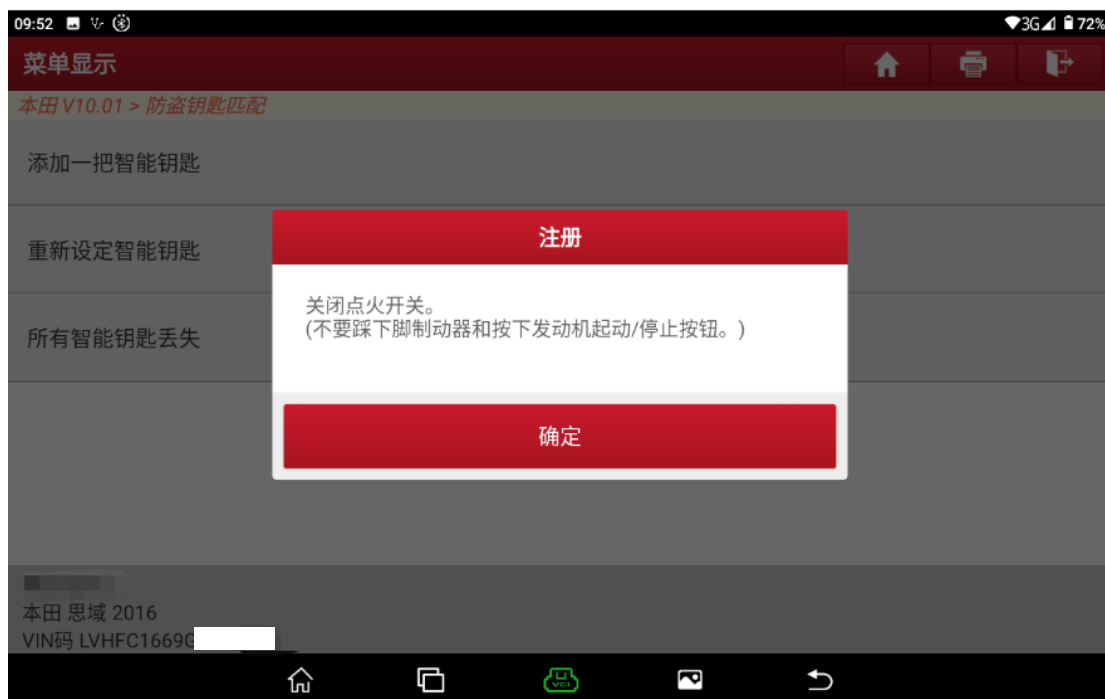 09:52
3G 72%
菜单显示
本田 V10.01 > 防盗钥匙匹配
添加一把智能钥匙
重新设定智能钥匙
所有智能钥匙丢失
注册
关闭点火开关。
(不要踩下脚制动器和按下发动机起动/停止按钮。)
确定
本田 思域 2016
VIN码 LVHFC1669G
VCI